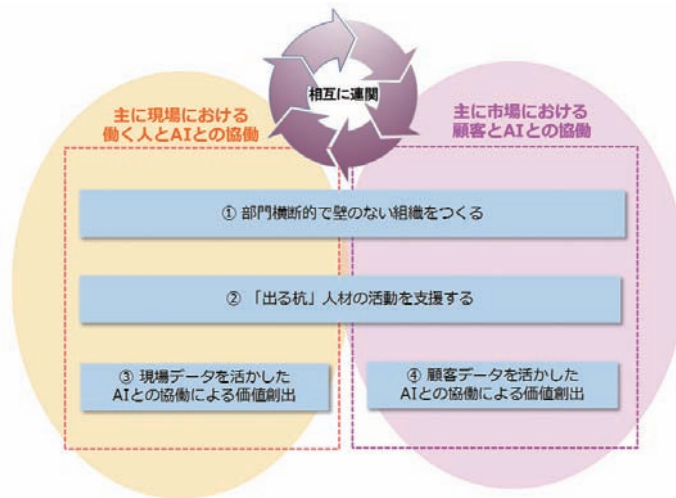 相互に連関
主に現場における
働く人とAIとの協働
主に市場における
顧客とAIとの協働
① 部門横断的で壁のない組織をつくる
② 「出る杭」人材の活動を支援する
③ 現場データを活かした
AIとの協働による価値創出
④ 顧客データを活かした
AIとの協働による価値創出